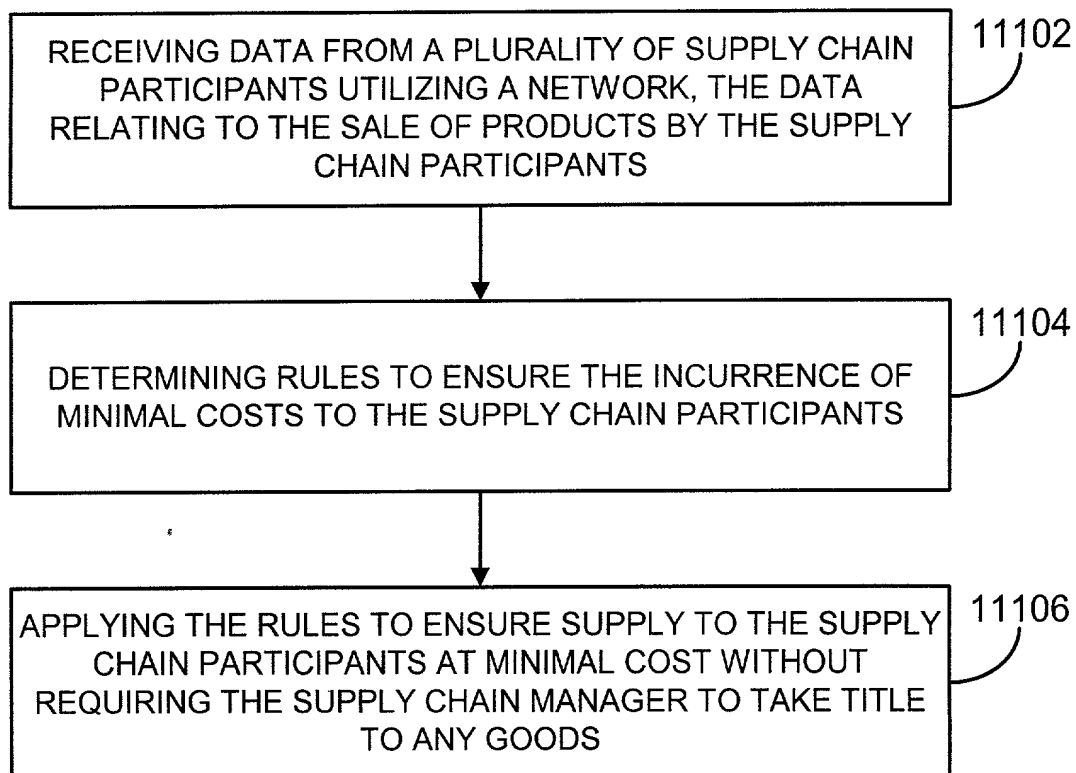 RECEIVING DATA FROM A PLURALITY OF SUPPLY CHAIN
PARTICIPANTS UTILIZING A NETWORK, THE DATA
RELATING TO THE SALE OF PRODUCTS BY THE SUPPLY
CHAIN PARTICIPANTS
11102
DETERMINING RULES TO ENSURE THE INCURRENCE OF
MINIMAL COSTS TO THE SUPPLY CHAIN PARTICIPANTS
11104
APPLYING THE RULES TO ENSURE SUPPLY TO THE SUPPLY
CHAIN PARTICIPANTS AT MINIMAL COST WITHOUT
REQUIRING THE SUPPLY CHAIN MANAGER TO TAKE TITLE
TO ANY GOODS
11106